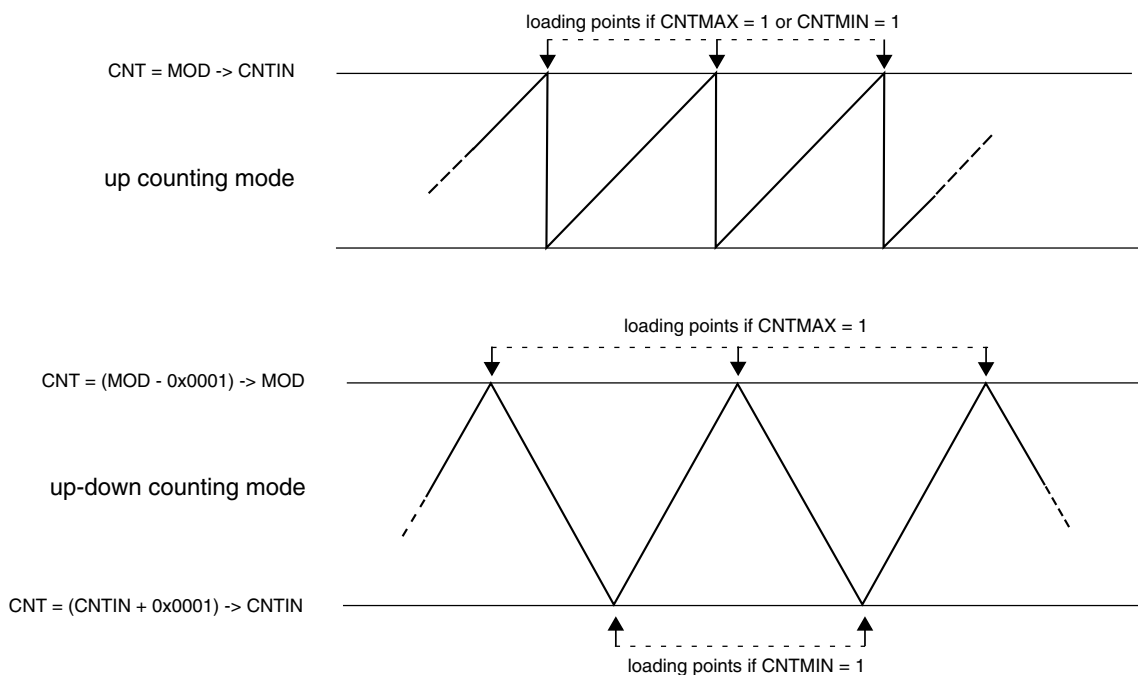 loading points if CNTMAX = 1 or CNTMIN = 1
CNT = MOD -> CNTIN
up counting mode
loading points if CNTMAX = 1
CNT = (MOD - 0x0001) -> MOD
up-down counting mode
CNT = (CNTIN + 0x0001) -> CNTIN
loading points if CNTMIN = 1